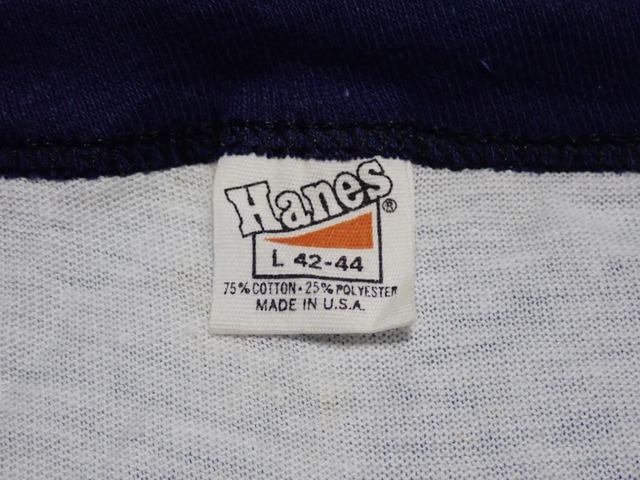 Hanes®
L 42-44
75% COTTON · 25% POLYESTER
MADE IN U.S.A.